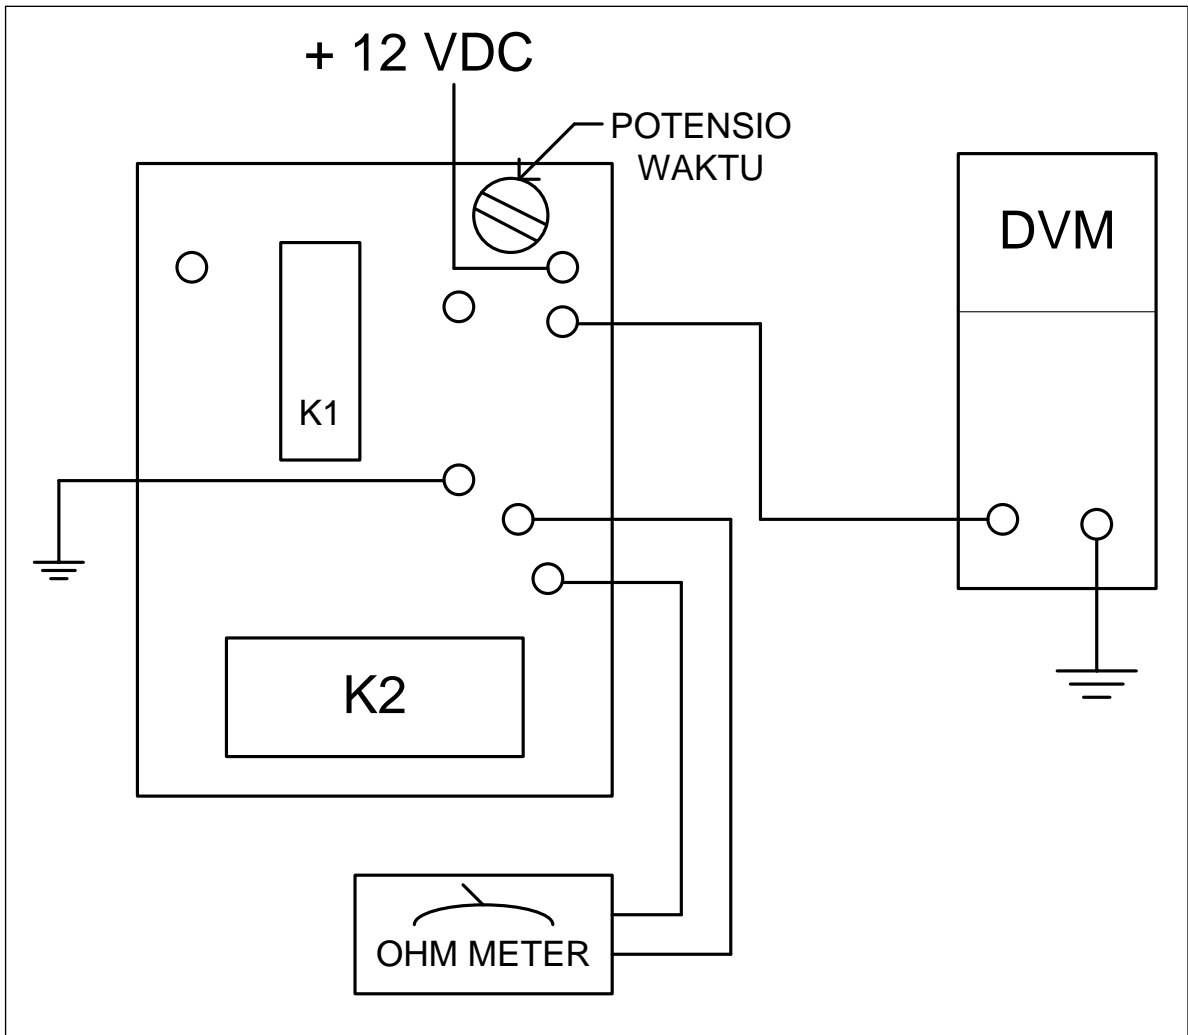 + 12 VDC
POTENSIO
WAKTU
DVM
K1
K2
OHM METER